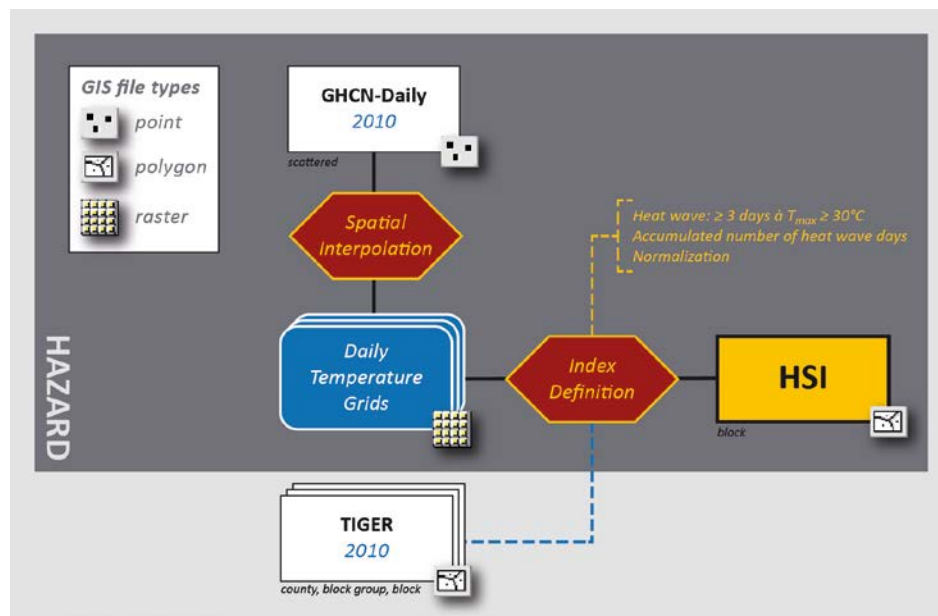 GIS file types
point
polygon
raster
GHCN-Daily
2010
scattered
Spatial
Interpolation
Heat wave: ≥ 3 days à Tmax ≥ 30°C
Accumulated number of heat wave days
Normalization
HAZARD
Daily
Temperature
Grids
Index
Definition
HSI
block
TIGER
2010
county, block group, block